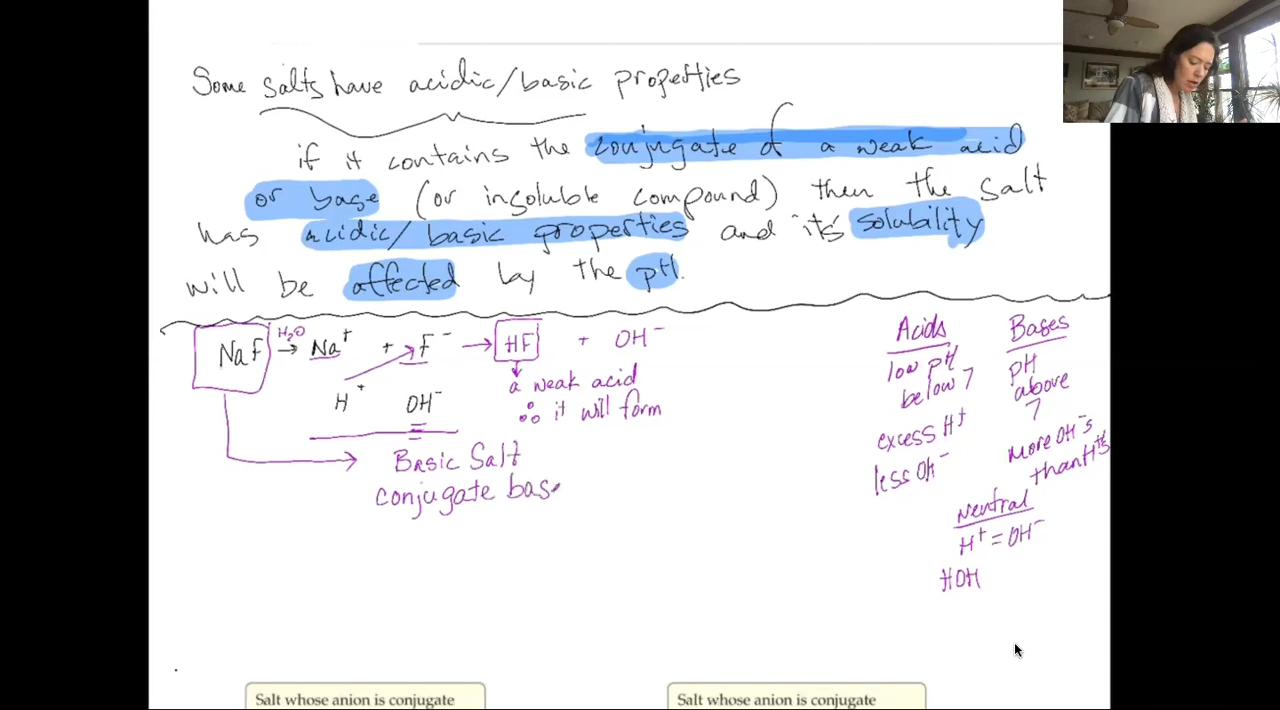 Some salts have acidic/basic properties
if it contains the conjugate of a weak acid
or base (or insoluble compound) then the salt
has acidic/basic properties and it's solubility
will be affected by the pH.
NaF H₂O → Na⁺ + F⁻ → HF + OH⁻
H⁺ OH⁻
a weak acid
∴ it will form
Basic Salt
conjugate bas
Acids
low pH
below 7
excess H⁺
less OH⁻
Bases
pH
above
7
more OH⁻s
than H⁺s
Neutral
H⁺ = OH⁻
HOH
Salt whose anion is conjugate
Salt whose anion is conjugate